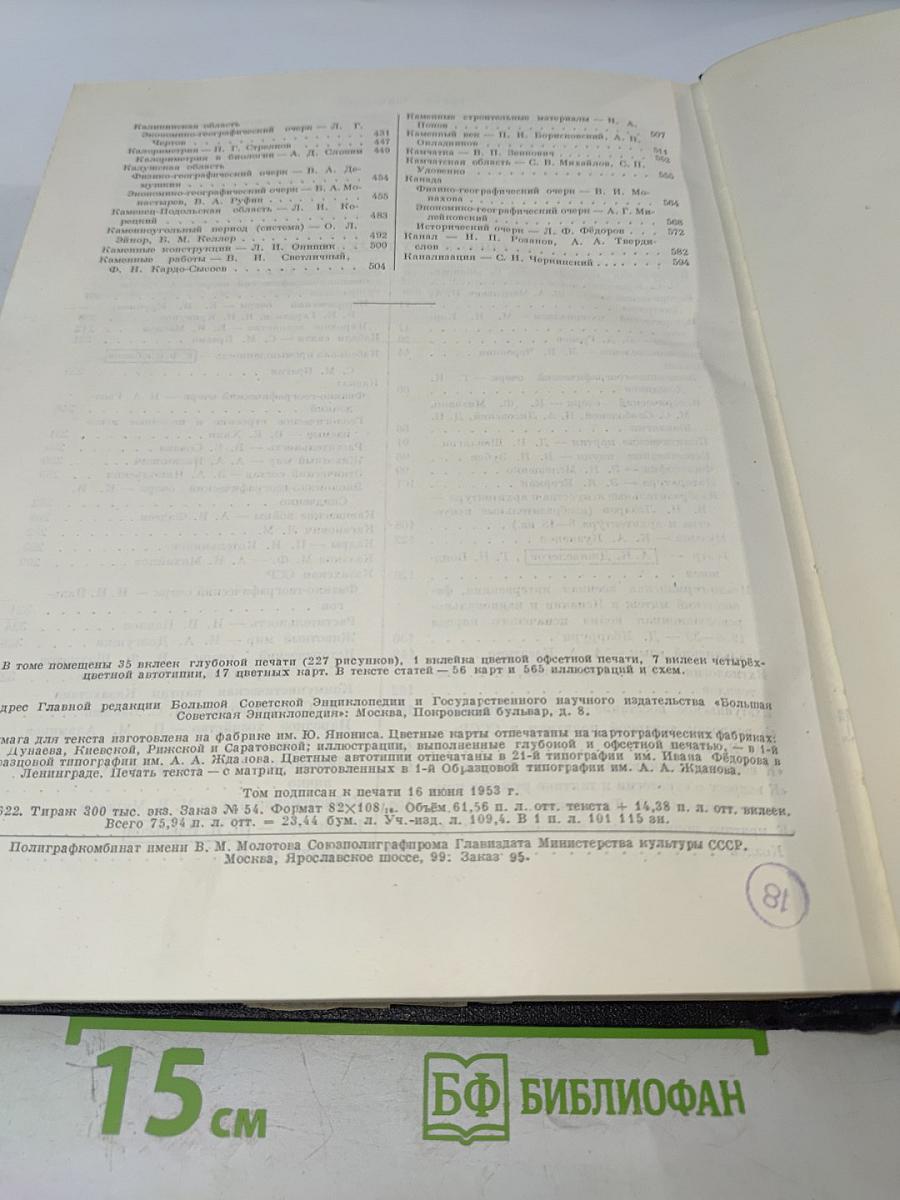 Калининская область
Экономико-географический очерк — Л. Г.
Чертов . . . 431
Калориметрия — П. Г. Стрелков . . . 447
Калориметрия в биологии — А. Д. Слоним 449
Калужская область
Физико-географический очерк — В. А. Де-
мушкин . . . 454
Экономико-географический очерк — В. А. Мо-
настырев, В. А. Руфин . . . 455
Каменец-Подольская область — Л. И. Ко-
рецкий . . . 483
Каменноугольный период (система) — О. Л.
Эйнор, Б. М. Келлер . . . 492
Каменные конструкции — Л. И. Онищик . . 500
Каменные работы — В. И. Светличный,
Ф. И. Кардо-Сысоев . . . 504
Каменные строительные материалы — Н. А.
Попов . . . 507
Каменный век — П. И. Борисковский, А. П.
Окладников . . . 511
Камчатка — В. П. Зенкович . . . 552
Камчатская область — С. В. Михайлов, С. П.
Удовенко . . . 555
Канада
Физико-географический очерк — В. И. Мо-
нахова . . . 564
Экономико-географический очерк — А. Г. Ми-
лейковский . . . 568
Исторический очерк — Л. Ф. Фёдоров . . . 572
Канал — Н. П. Розанов, А. А. Тверди-
слов . . . 582
Канализация — С. И. Чернинский . . . 594
В томе помещены 35 вклеек глубокой печати (227 рисунков), 1 вклейка цветной офсетной печати, 7 вклеек четырёх-
цветной автотипии, 17 цветных карт. В тексте статей — 56 карт и 565 иллюстраций и схем.
дрес Главной редакции Большой Советской Энциклопедии и Государственного научного издательства «Большая
Советская Энциклопедия»: Москва, Покровский бульвар, д. 8.
мага для текста изготовлена на фабрике им. Ю. Янониса. Цветные карты отпечатаны на картографических фабриках:
Дунаева, Киевской, Рижской и Саратовской; иллюстрации, выполненные глубокой и офсетной печатью, — в 1-й
разцовой типографии им. А. А. Жданова. Цветные автотипии отпечатаны в 21-й типографии им. Ивана Фёдорова в
Ленинграде. Печать текста — с матриц, изготовленных в 1-й Образцовой типографии им. А. А. Жданова.
Том подписан к печати 16 июня 1953 г.
622. Тираж 300 тыс. экз. Заказ № 54. Формат 82×108/16. Объём 61,56 п. л. отт. текста + 14,38 п. л. отт. вклеек.
Всего 75,94 п. л. отт. = 23,44 бум. л. Уч.-изд. л. 109,4. В 1 п. л. 101 115 зн.
Полиграфкомбинат имени В. М. Молотова Союзполиграфпрома Главиздата Министерства культуры СССР.
Москва, Ярославское шоссе, 99. Заказ 95.
18
15 см
БФ БИБЛИОФАН